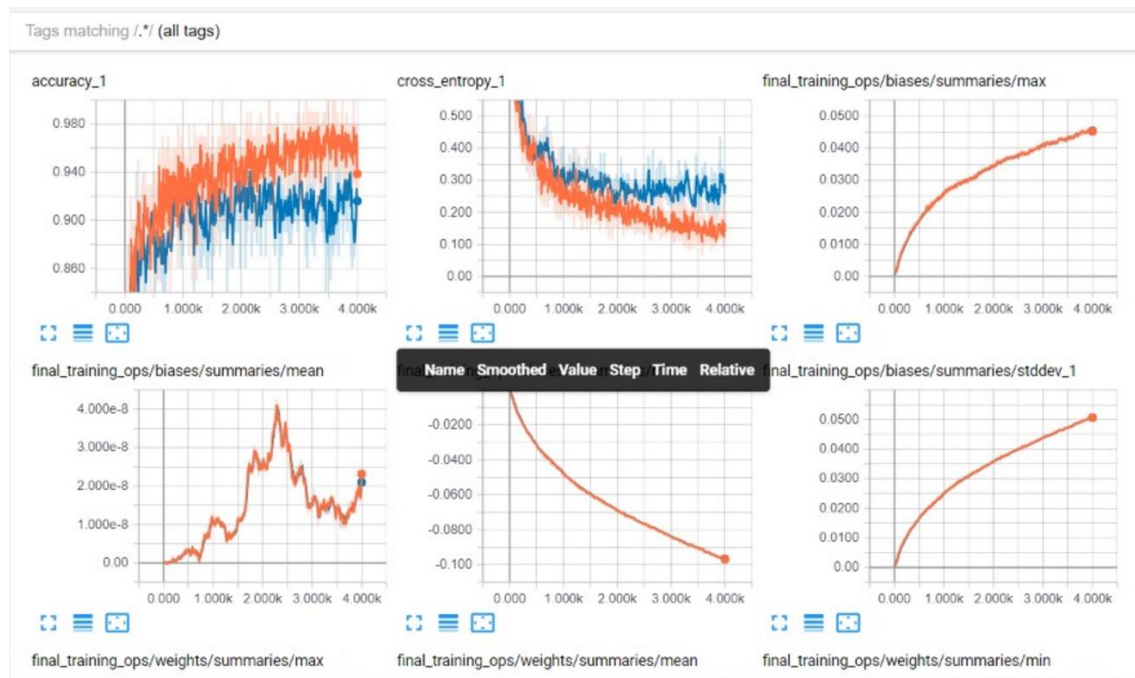 Tags matching /.*/ (all tags)
accuracy_1
0.980
0.940
0.900
0.860
0.000 1.000k 2.000k 3.000k 4.000k
cross_entropy_1
0.500
0.400
0.300
0.200
0.100
0.00
0.000 1.000k 2.000k 3.000k 4.000k
final_training_ops/biases/summaries/max
0.0500
0.0400
0.0300
0.0200
0.0100
0.00
0.000 1.000k 2.000k 3.000k 4.000k
Name Smoothed Value Step Time Relative
final_training_ops/biases/summaries/mean
4.000e-8
3.000e-8
2.000e-8
1.000e-8
0.00
0.000 1.000k 2.000k 3.000k 4.000k
-0.0200
-0.0400
-0.0600
-0.0800
-0.100
0.000 1.000k 2.000k 3.000k 4.000k
final_training_ops/biases/summaries/stddev_1
0.0500
0.0400
0.0300
0.0200
0.0100
0.00
0.000 1.000k 2.000k 3.000k 4.000k
final_training_ops/weights/summaries/max
final_training_ops/weights/summaries/mean
final_training_ops/weights/summaries/min